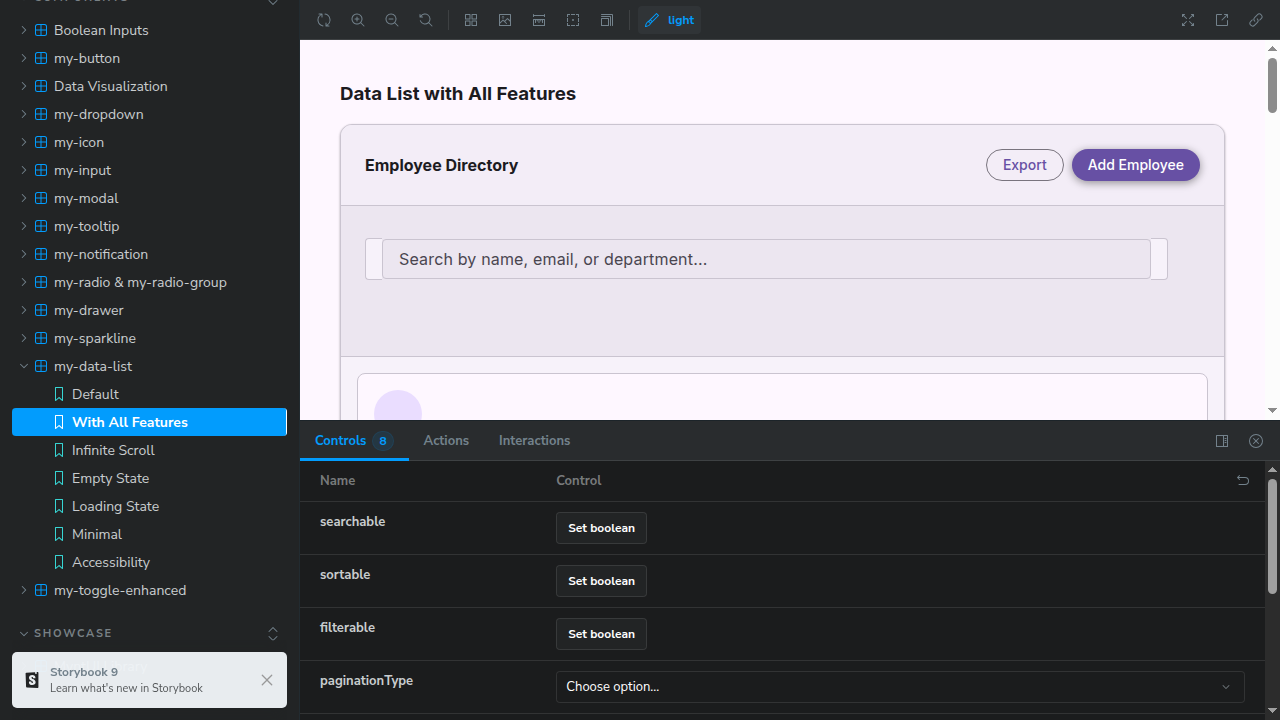 Boolean Inputs
my-button
Data Visualization
my-dropdown
my-icon
my-input
my-modal
my-tooltip
my-notification
my-radio & my-radio-group
my-drawer
my-sparkline
my-data-list
Default
With All Features
Infinite Scroll
Empty State
Loading State
Minimal
Accessibility
my-toggle-enhanced
SHOWCASE
Storybook 9
Learn what's new in Storybook
light
Data List with All Features
Employee Directory
Export
Add Employee
Search by name, email, or department...
Controls 8
Actions
Interactions
Name
Control
searchable
Set boolean
sortable
Set boolean
filterable
Set boolean
paginationType
Choose option...